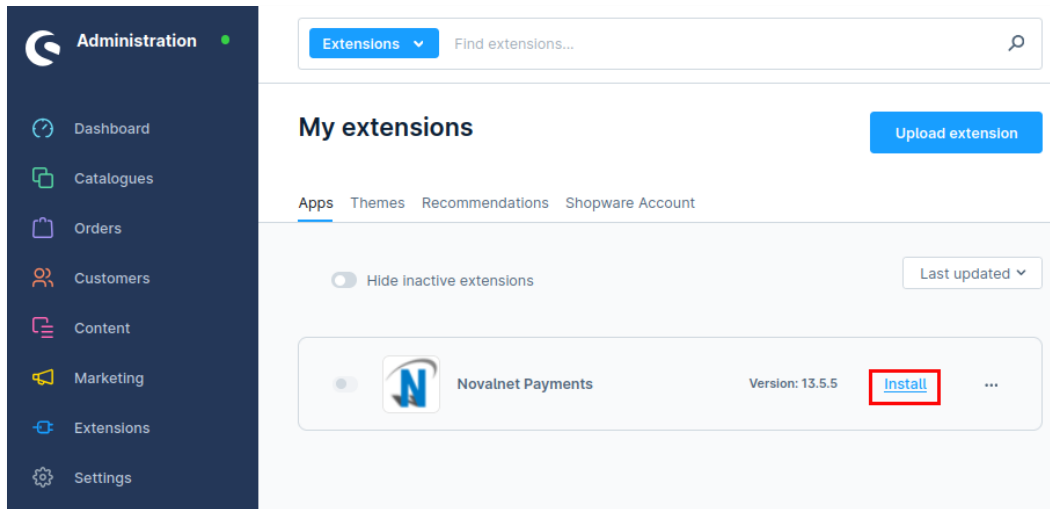 Administration
Dashboard
Catalogues
Orders
Customers
Content
Marketing
Extensions
Settings
Extensions
Find extensions...
My extensions
Upload extension
Apps Themes Recommendations Shopware Account
Hide inactive extensions
Last updated
N
Novalnet Payments
Version: 13.5.5
Install
...